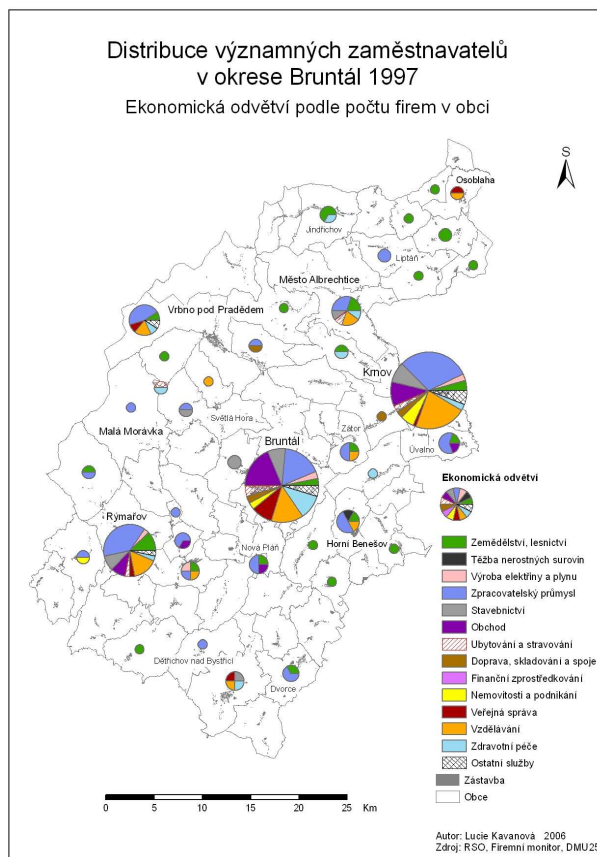 Distribuce významných zaměstnavatelů
v okrese Bruntál 1997
Ekonomická odvětví podle počtu firem v obci
S
Osoblaha
Jindřichov
Liptáň
Město Albrechtice
Vrbno pod Pradědem
Krnov
Světlá Hora
Malá Morávka
Zátor
Bruntál
Úvalno
Rýmařov
Nová Pláň
Horní Benešov
Dětřichov nad Bystřicí
Dvorce
Ekonomická odvětví
Zemědělství, lesnictví
Těžba nerostných surovin
Výroba elektřiny a plynu
Zpracovatelský průmysl
Stavebnictví
Obchod
Ubytování a stravování
Doprava, skladování a spoje
Finanční zprostředkování
Nemovitosti a podnikání
Veřejná správa
Vzdělávání
Zdravotní péče
Ostatní služby
Zástavba
Obce
0 5 10 15 20 25
Km
Autor: Lucie Kavanová 2006
Zdroj: RSO, Firemní monitor, DMU25